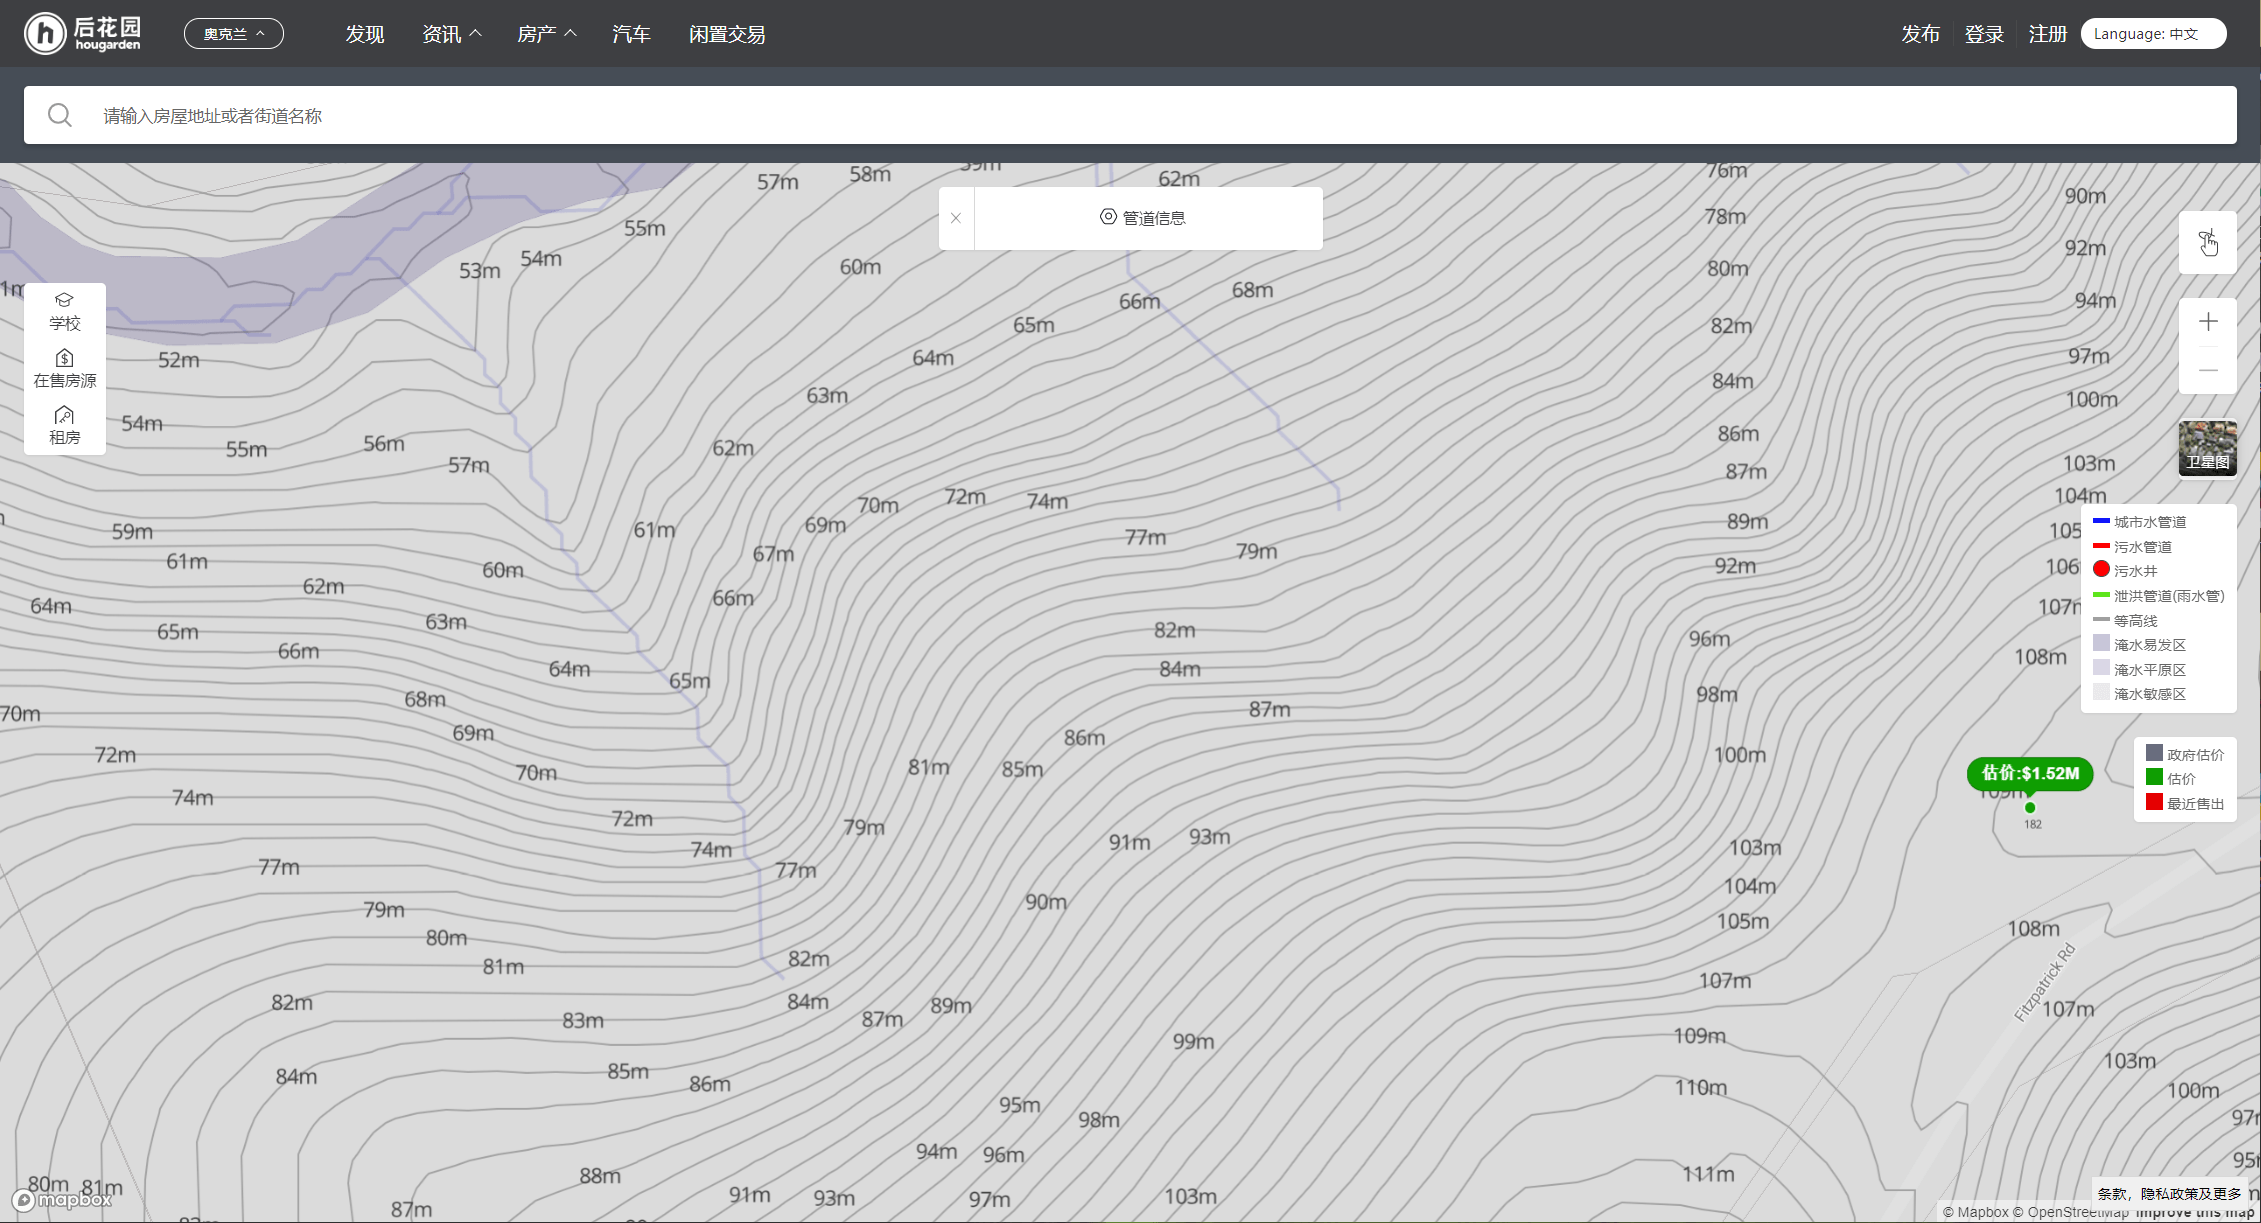 后花园
hougarden
奥克兰
发现
资讯
房产
汽车
闲置交易
发布
登录
注册
Language: 中文
请输入房屋地址或者街道名称
管道信息
学校
在售房源
租房
卫星图
城市水管道
污水管道
污水井
泄洪管道(雨水管)
等高线
淹水易发区
淹水平原区
淹水敏感区
政府估价
估价
最近售出
估价:$1.52M
182
Fitzpatrick Rd
57m
58m
59m
62m
76m
90m
55m
78m
53m
54m
60m
80m
92m
66m
68m
94m
65m
82m
52m
64m
97m
63m
84m
100m
54m
55m
56m
57m
62m
86m
103m
87m
104m
70m
72m
74m
59m
61m
69m
77m
79m
89m
105
61m
60m
67m
92m
106
62m
66m
64m
107m
65m
63m
82m
96m
66m
64m
65m
84m
108m
68m
98m
70m
69m
87m
86m
72m
70m
81m
85m
100m
109m
74m
72m
79m
91m
93m
74m
103m
77m
77m
104m
79m
90m
105m
80m
108m
81m
82m
107m
82m
84m
87m
89m
107m
83m
99m
109m
84m
85m
86m
103m
110m
100m
95m
98m
94m
96m
88m
111m
80m
81m
91m
93m
97m
103m
87m
mapbox
条款，隐私政策及更多
© Mapbox © OpenStreetMap Improve this map